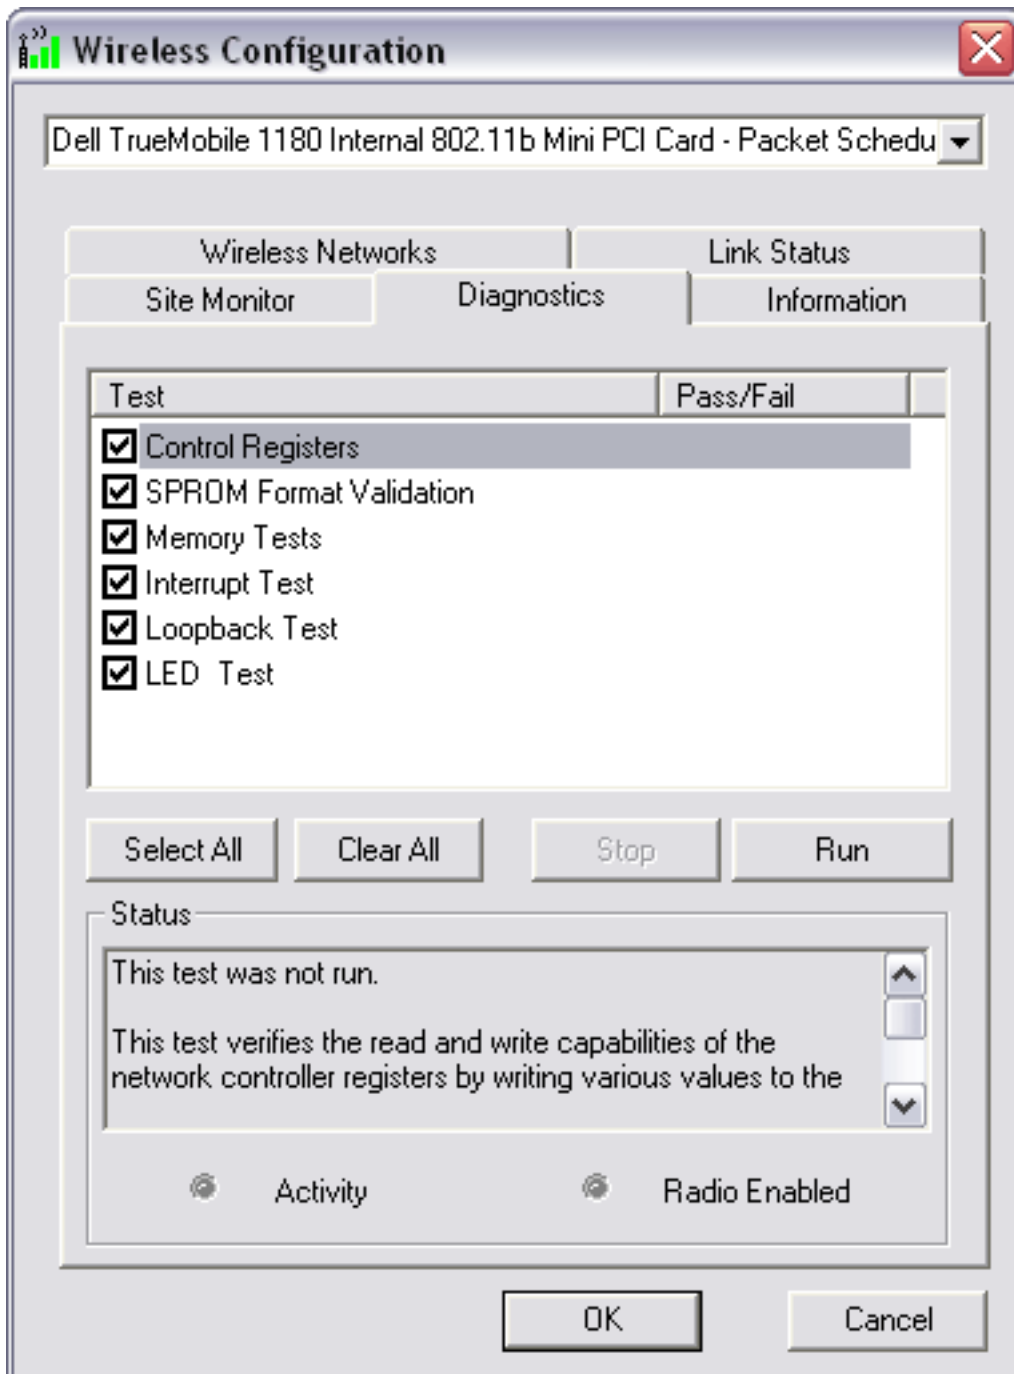 Wireless Configuration
Dell TrueMobile 1180 Internal 802.11b Mini PCI Card - Packet Schedu
Wireless Networks Link Status
Site Monitor Diagnostics Information
Test Pass/Fail
Control Registers
SPROM Format Validation
Memory Tests
Interrupt Test
Loopback Test
LED Test
Select All Clear All Stop Run
Status
This test was not run.
This test verifies the read and write capabilities of the
network controller registers by writing various values to the
Activity Radio Enabled
OK Cancel